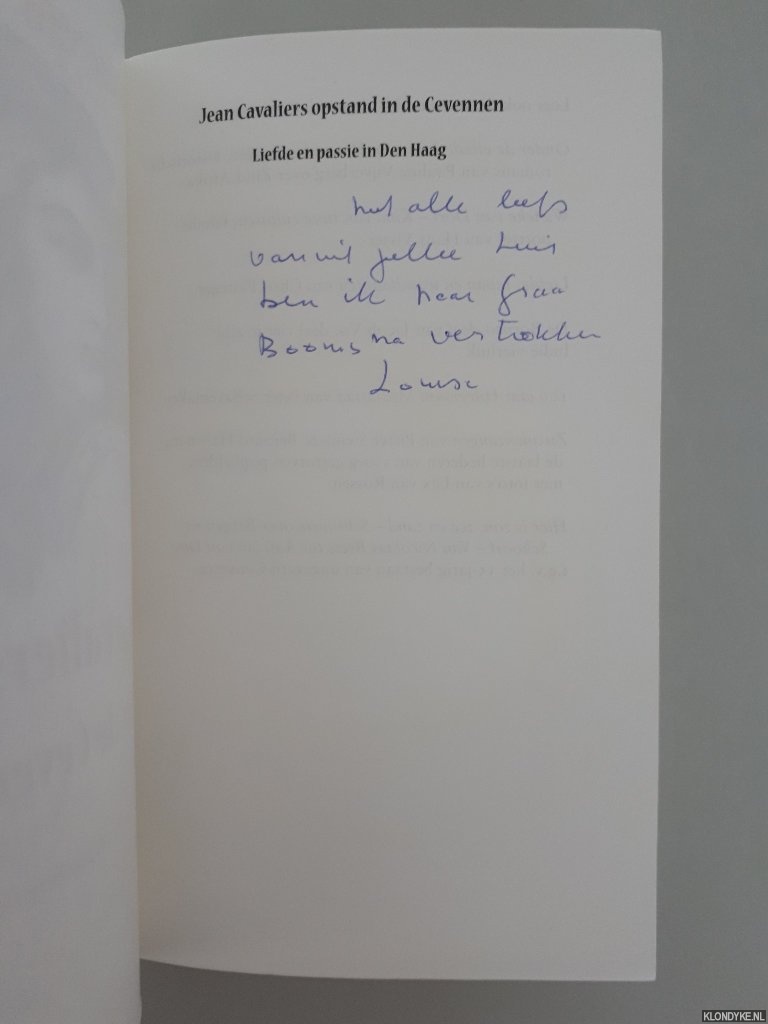 Jean Cavaliers opstand in de Cevennen
Liefde en passie in Den Haag
met alle liefs
vanuit jullie huis
ben ik naar Graa
Boomsma vertrokken
Louise
KLONDYKE.NL